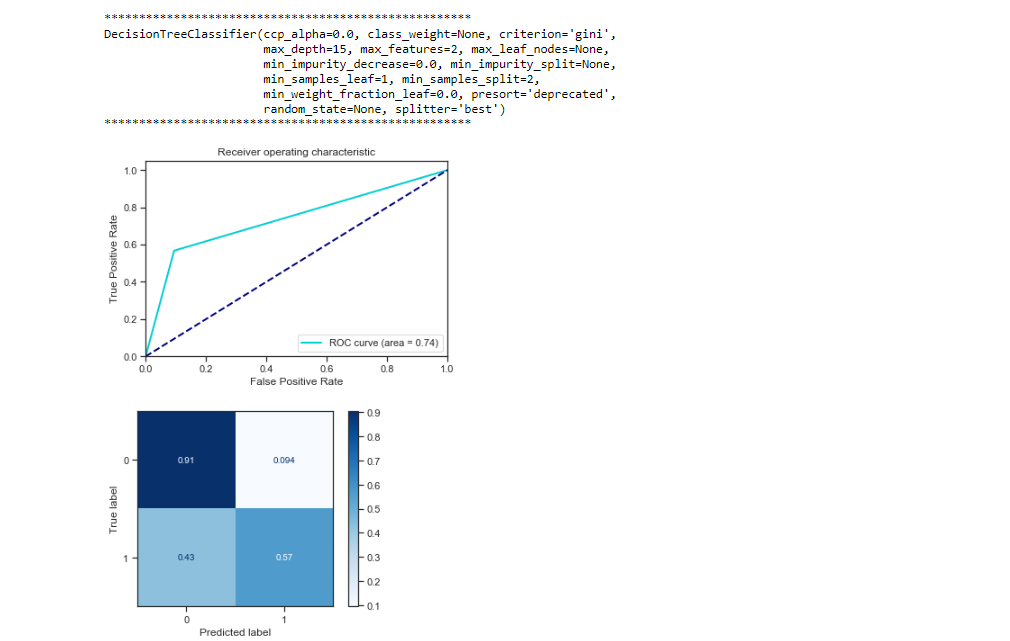 ****************************************************
DecisionTreeClassifier(ccp_alpha=0.0, class_weight=None, criterion='gini',
max_depth=15, max_features=2, max_leaf_nodes=None,
min_impurity_decrease=0.0, min_impurity_split=None,
min_samples_leaf=1, min_samples_split=2,
min_weight_fraction_leaf=0.0, presort='deprecated',
random_state=None, splitter='best')
****************************************************
Receiver operating characteristic
True Positive Rate
1.0
0.8
0.6
0.4
0.2
0.0
ROC curve (area = 0.74)
0.0 0.2 0.4 0.6 0.8 1.0
False Positive Rate
True label
0
1
0.91 0.094
0.43 0.57
0 1
Predicted label
0.9
0.8
0.7
0.6
0.5
0.4
0.3
0.2
0.1